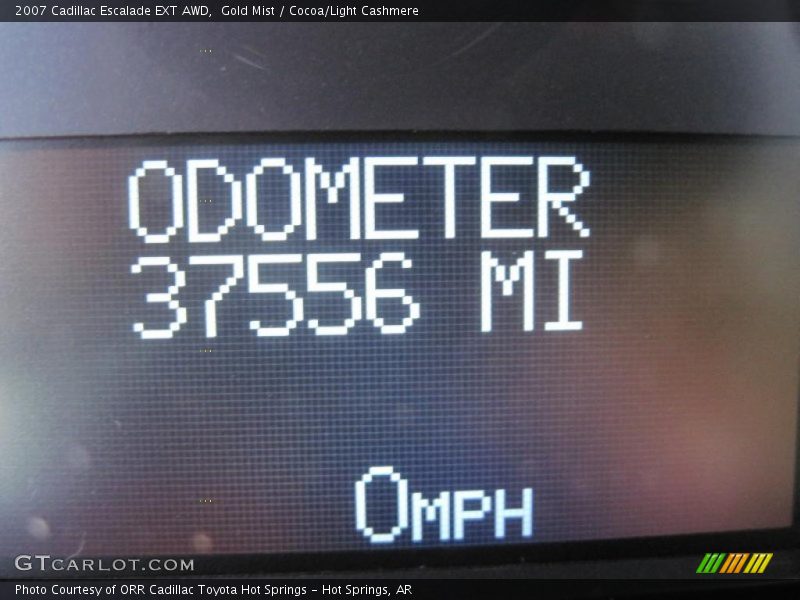 2007 Cadillac Escalade EXT AWD,  Gold Mist / Cocoa/Light Cashmere
ODOMETER
37556 MI
0MPH
GTCARLOT.COM
Photo Courtesy of ORR Cadillac Toyota Hot Springs - Hot Springs, AR